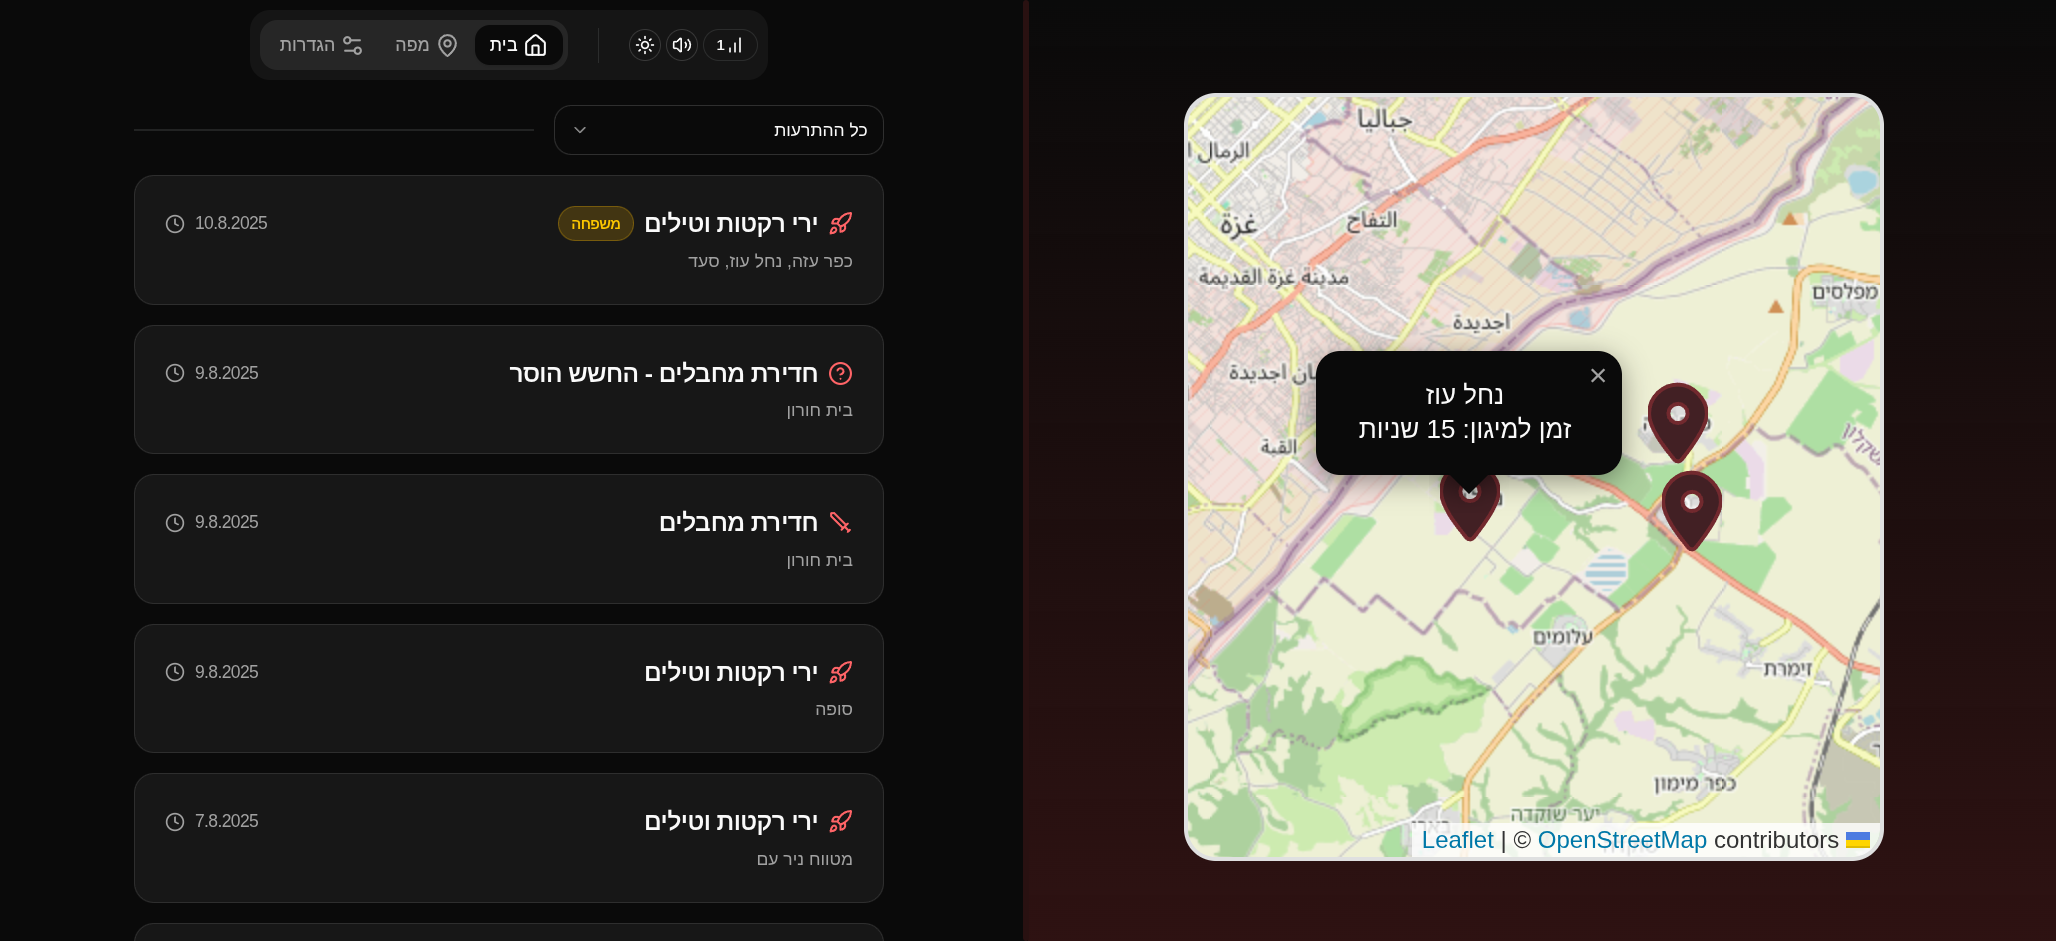 בית
מפה
הגדרות
1
כל ההתרעות
ירי רקטות וטילים
משפחה
10.8.2025
כפר עזה, נחל עוז, סעד
חדירת מחבלים - החשש הוסר
9.8.2025
בית חורון
חדירת מחבלים
9.8.2025
בית חורון
ירי רקטות וטילים
9.8.2025
סופה
ירי רקטות וטילים
7.8.2025
מטווח ניר עם
جباليا
الرمال ا
التفاح
غزة
مدينة غزة القديمة
מפלסים
اجديدة
اجديدة
נחל עוז
זמן למיגון: 15 שניות
القبة
שקלון
עלומים
זימרת
כפר מימון
יער שוקדה
Leaflet | © OpenStreetMap contributors